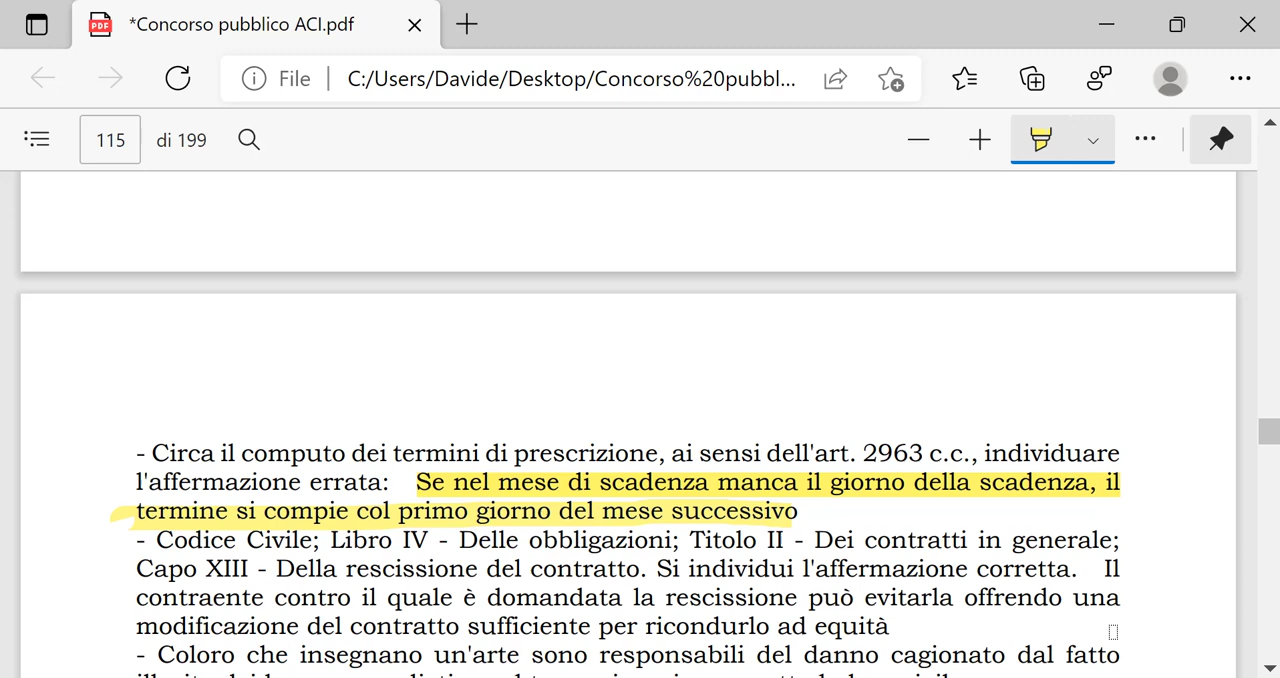 *Concorso pubblico ACI.pdf
File | C:/Users/Davide/Desktop/Concorso%20pubbl...
115 di 199
- Circa il computo dei termini di prescrizione, ai sensi dell'art. 2963 c.c., individuare
l'affermazione errata: Se nel mese di scadenza manca il giorno della scadenza, il
termine si compie col primo giorno del mese successivo
- Codice Civile; Libro IV - Delle obbligazioni; Titolo II - Dei contratti in generale;
Capo XIII - Della rescissione del contratto. Si individui l'affermazione corretta. Il
contraente contro il quale è domandata la rescissione può evitarla offrendo una
modificazione del contratto sufficiente per ricondurlo ad equità
- Coloro che insegnano un'arte sono responsabili del danno cagionato dal fatto